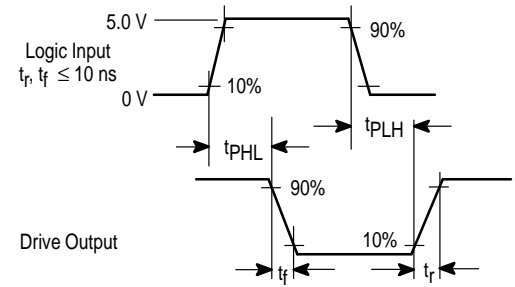 5.0 V
90%
Logic Input
tr, tf ≤ 10 ns
10%
0 V
tPHL
tPLH
90%
Drive Output
10%
tf
tr